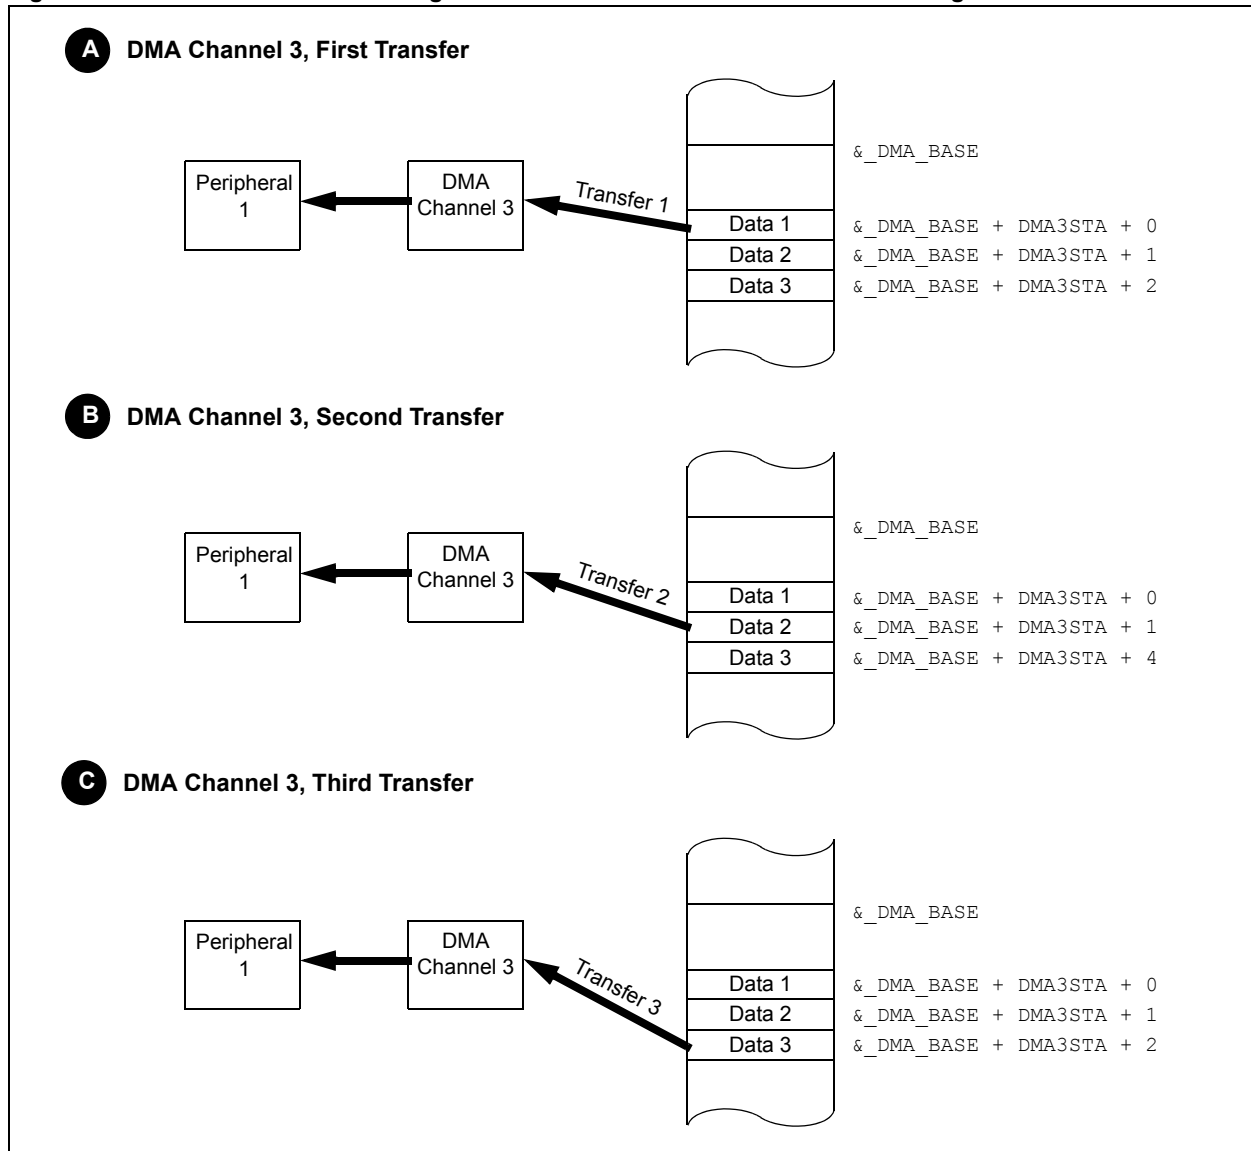 A DMA Channel 3, First Transfer
&_DMA_BASE
Peripheral
1
DMA
Channel 3
Transfer 1
Data 1 &_DMA_BASE + DMA3STA + 0
Data 2 &_DMA_BASE + DMA3STA + 1
Data 3 &_DMA_BASE + DMA3STA + 2
B DMA Channel 3, Second Transfer
&_DMA_BASE
Peripheral
1
DMA
Channel 3
Transfer 2
Data 1 &_DMA_BASE + DMA3STA + 0
Data 2 &_DMA_BASE + DMA3STA + 1
Data 3 &_DMA_BASE + DMA3STA + 4
C DMA Channel 3, Third Transfer
&_DMA_BASE
Peripheral
1
DMA
Channel 3
Transfer 3
Data 1 &_DMA_BASE + DMA3STA + 0
Data 2 &_DMA_BASE + DMA3STA + 1
Data 3 &_DMA_BASE + DMA3STA + 2